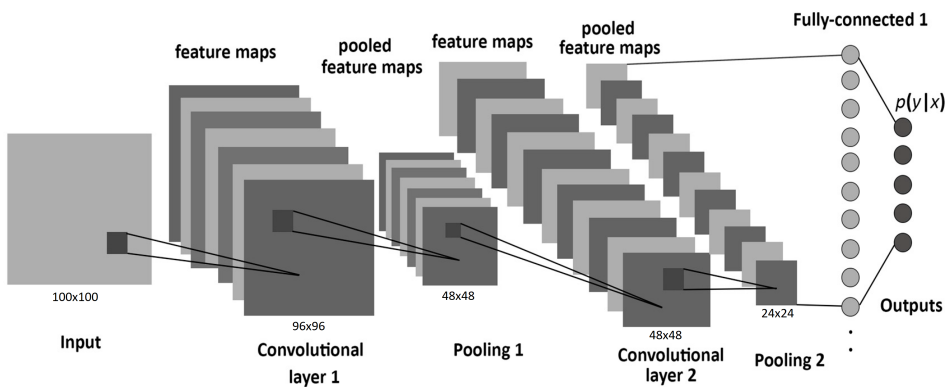 Fully-connected 1
feature maps
pooled
feature maps
feature maps
pooled
feature maps
p(y|x)
100x100
96x96
48x48
48x48
24x24
Input
Convolutional
layer 1
Pooling 1
Convolutional
layer 2
Pooling 2
Outputs